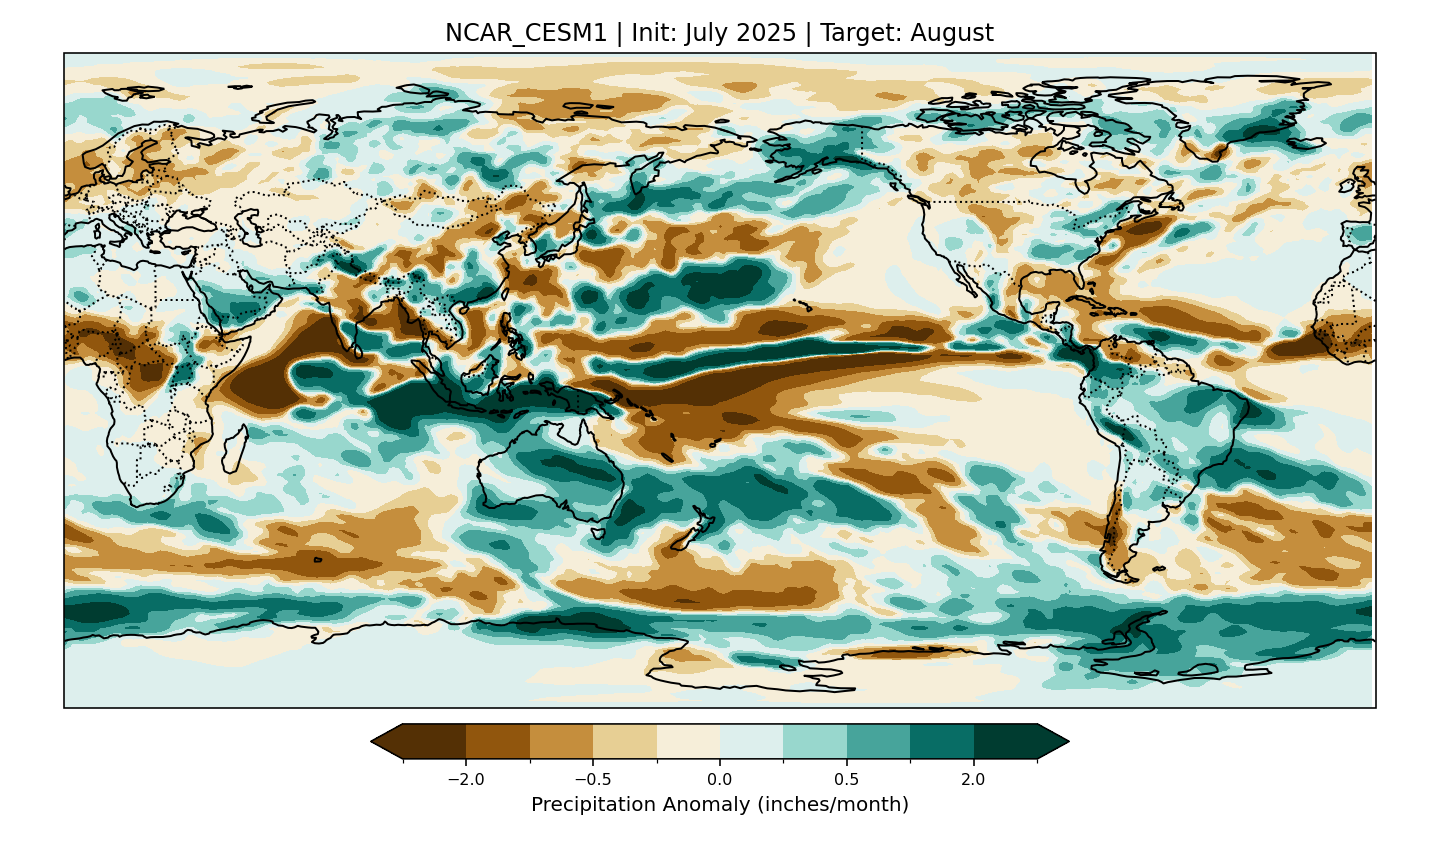 NCAR_CESM1 | Init: July 2025 | Target: August
−2.0 −0.5 0.0 0.5 2.0
Precipitation Anomaly (inches/month)